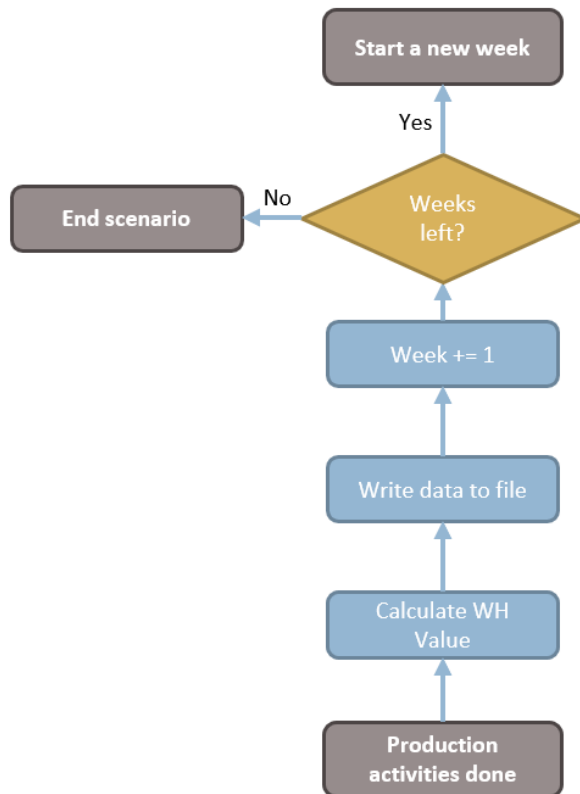 Start a new week
Yes
No
End scenario
Weeks
left?
Week += 1
Write data to file
Calculate WH
Value
Production
activities done